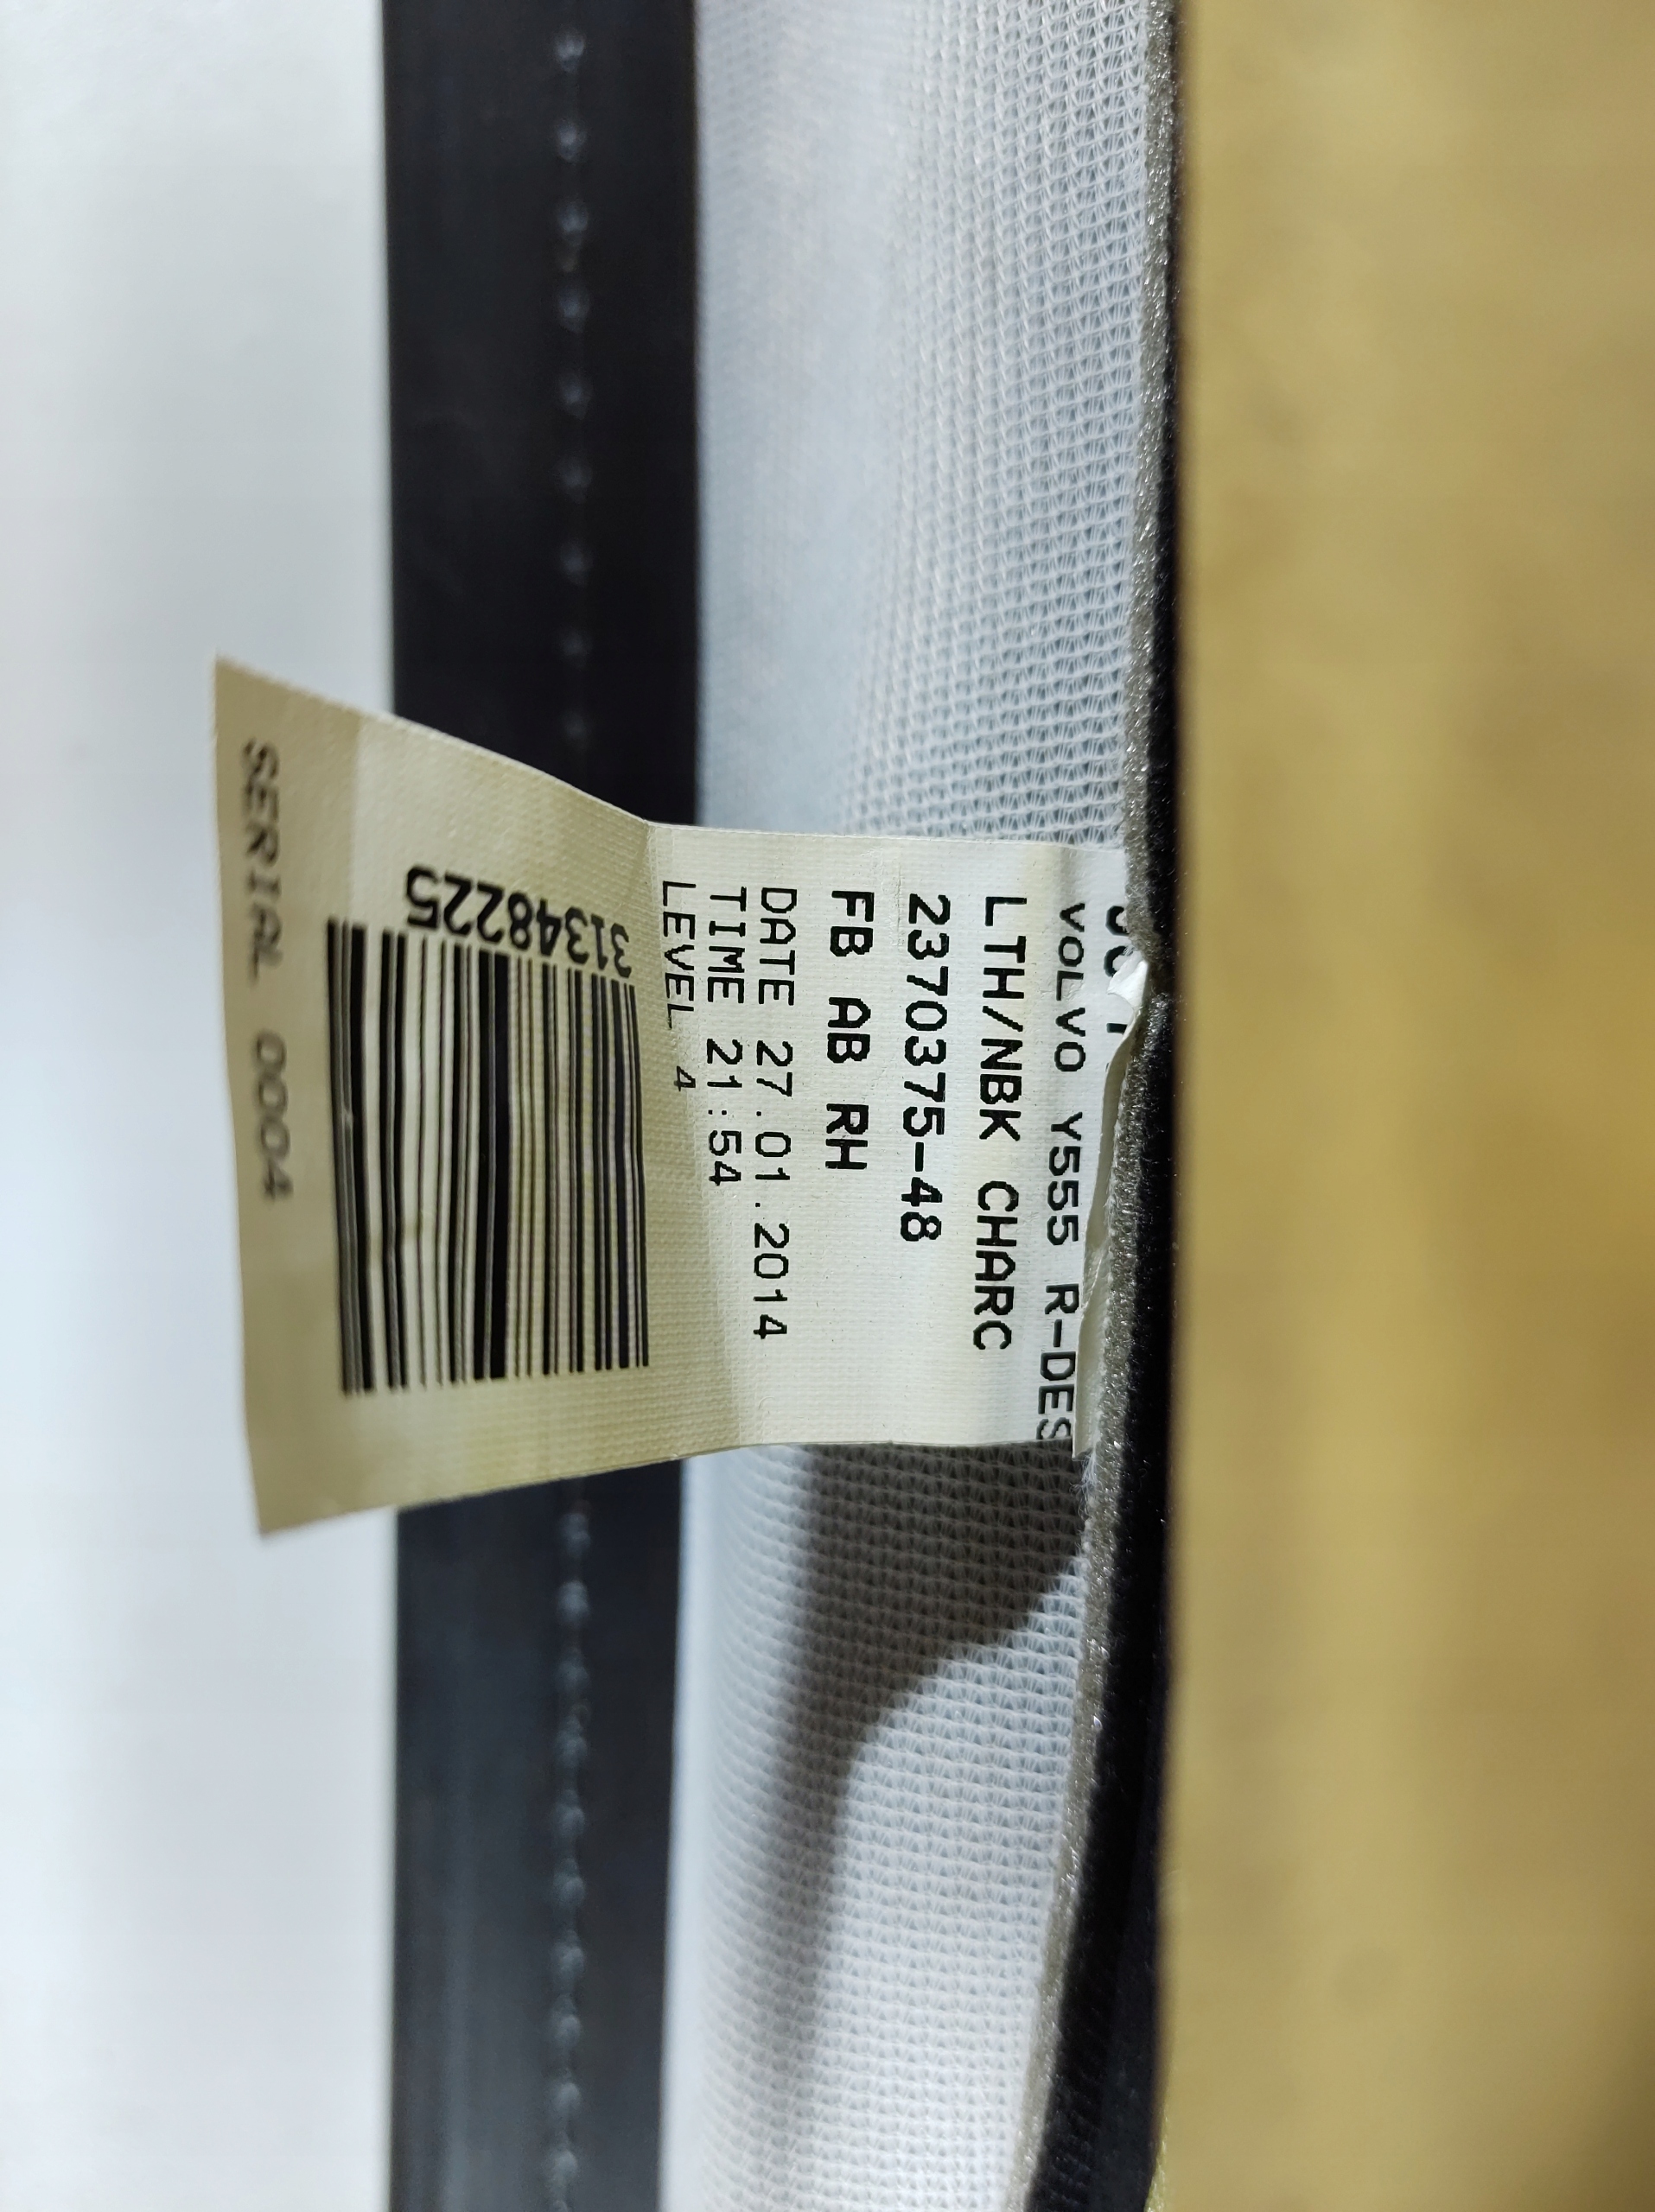 VOLVO Y555 R-DES
LTH/NBK CHARC
2370375-48
FB AB RH
DATE 27.01.2014
TIME 21:54
LEVEL 4
31348225
SERIAL 0004